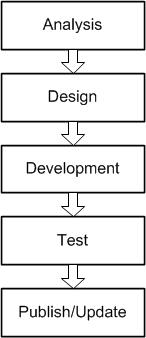 Analysis
Design
Development
Test
Publish/Update